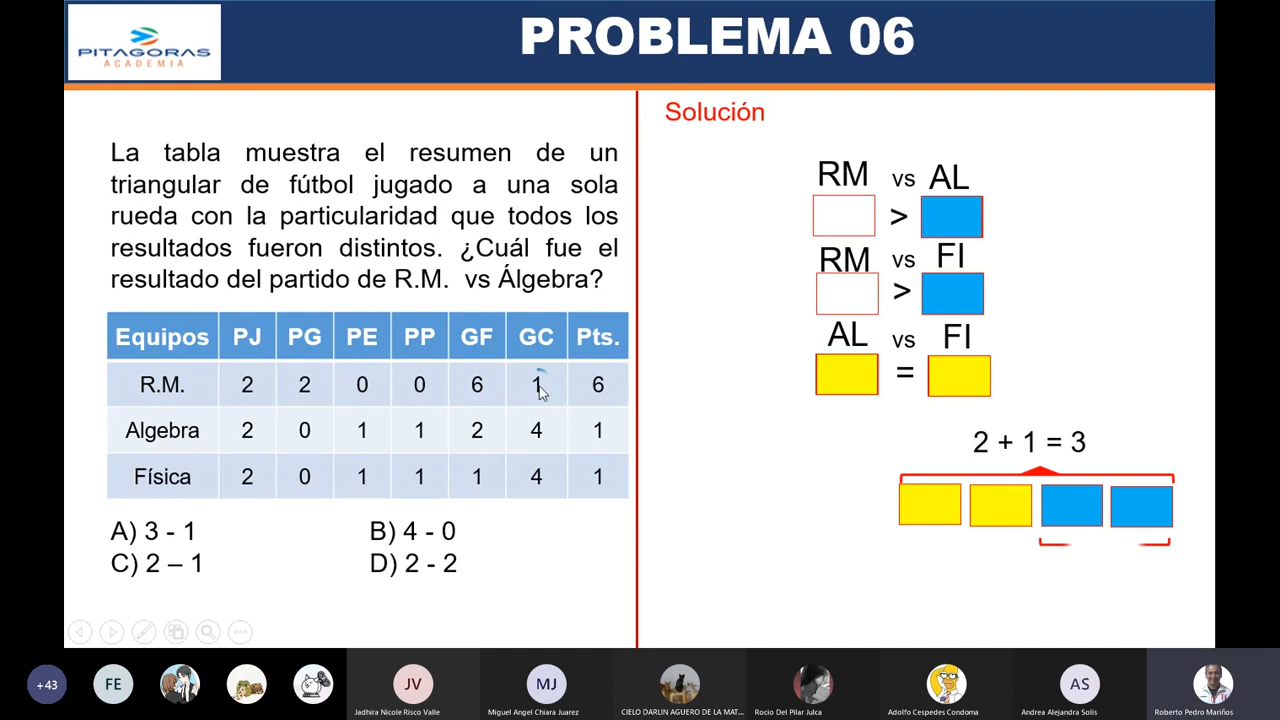 PITAGORAS
ACADEMIA
PROBLEMA 06
La tabla muestra el resumen de un
triangular de fútbol jugado a una sola
rueda con la particularidad que todos los
resultados fueron distintos. ¿Cuál fue el
resultado del partido de R.M. vs Álgebra?
Equipos PJ PG PE PP GF GC Pts.
R.M. 2 2 0 0 6 1 6
Algebra 2 0 1 1 2 4 1
Física 2 0 1 1 1 4 1
A) 3 - 1 B) 4 - 0
C) 2 – 1 D) 2 - 2
Solución
RM vs AL
>
RM vs FI
>
AL vs FI
=
2 + 1 = 3
+43 FE JV MJ AS
Jadhira Nicole Risco Valle Miguel Angel Chiara Juarez CIELO DARLIN AGUERO DE LA MAT... Rocio Del Pilar Julca Adolfo Cespedes Condoma Andrea Alejandra Solis Roberto Pedro Mariños